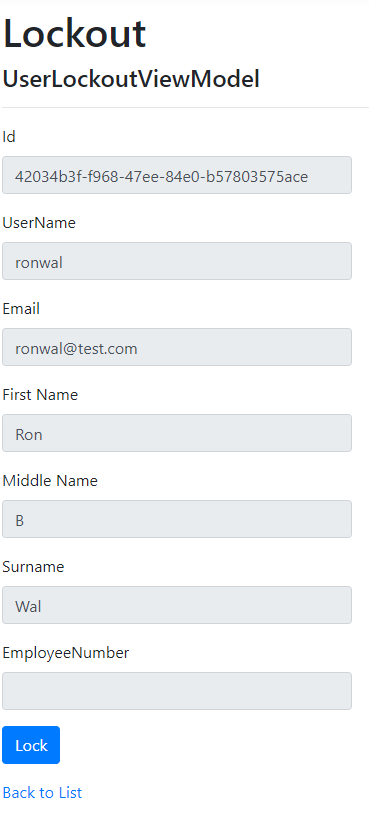 Lockout
UserLockoutViewModel
Id
42034b3f-f968-47ee-84e0-b57803575ace
UserName
ronwal
Email
ronwal@test.com
First Name
Ron
Middle Name
B
Surname
Wal
EmployeeNumber
Lock
Back to List